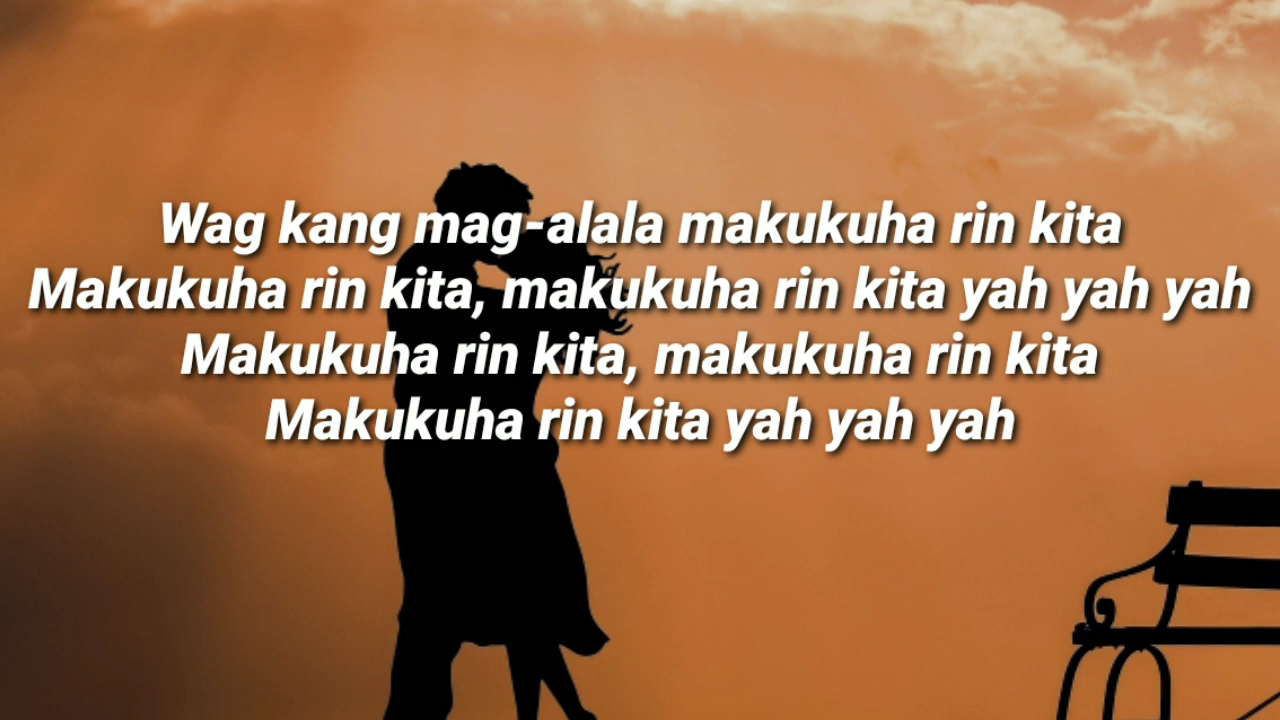 Wag kang mag-alala makukuha rin kita
Makukuha rin kita, makukuha rin kita yah yah yah
Makukuha rin kita, makukuha rin kita
Makukuha rin kita yah yah yah